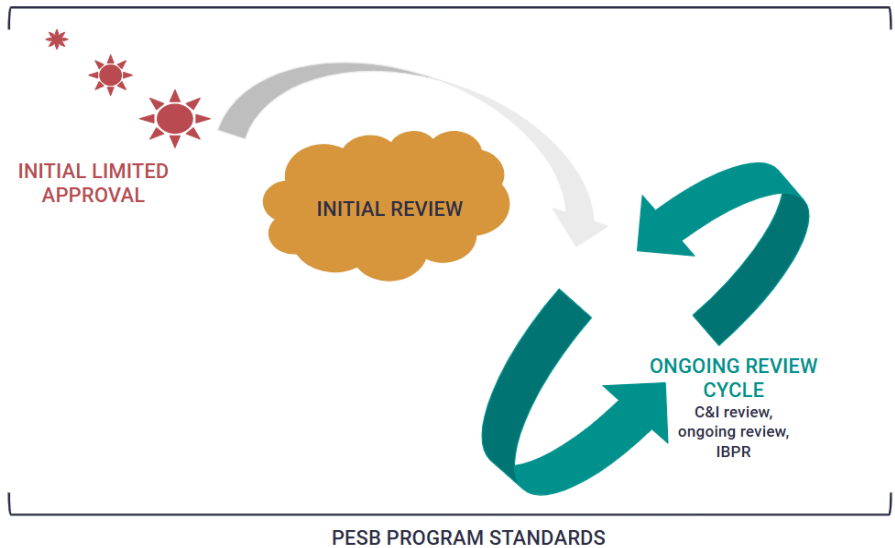 INITIAL LIMITED
APPROVAL
INITIAL REVIEW
ONGOING REVIEW
CYCLE
C&I review,
ongoing review,
IBPR
PESB PROGRAM STANDARDS